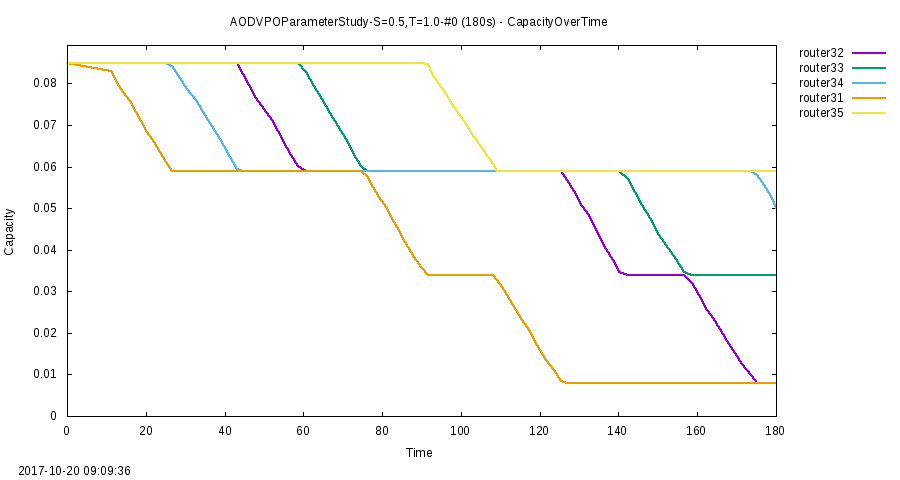 AODVPOParameterStudy-S=0.5,T=1.0-#0 (180s) - CapacityOverTime
router32
router33
router34
router31
router35
0.08
0.07
0.06
0.05
0.04
0.03
0.02
0.01
0
Capacity
0 20 40 60 80 100 120 140 160 180
Time
2017-10-20 09:09:36